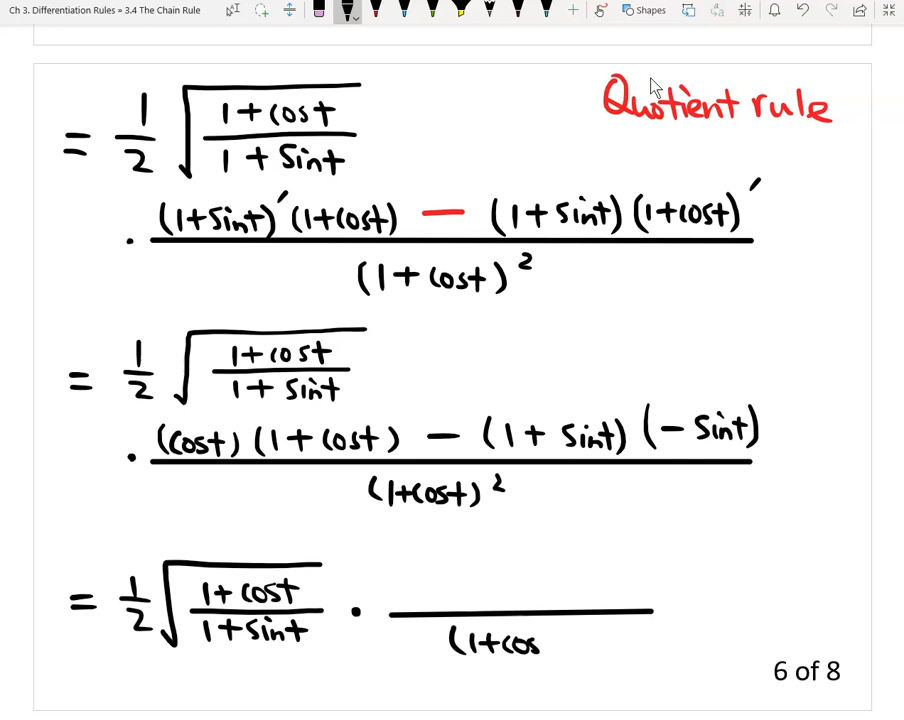 Ch 3. Differentiation Rules » 3.4 The Chain Rule Shapes
Quotient rule
= 1/2 √((1+cost)/(1+sint))
· ((1+sint)′(1+cost) − (1+sint)(1+cost)′)/(1+cost)²
= 1/2 √((1+cost)/(1+sint))
· ((cost)(1+cost) − (1+sint)(−sint))/(1+cost)²
= 1/2 √((1+cost)/(1+sint)) · /(1+cos
6 of 8